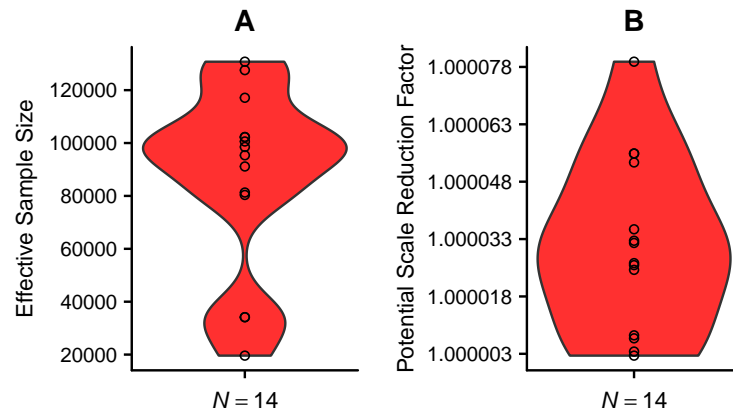 A
Effective Sample Size
120000
100000
80000
60000
40000
20000
N = 14
B
Potential Scale Reduction Factor
1.000078
1.000063
1.000048
1.000033
1.000018
1.000003
N = 14